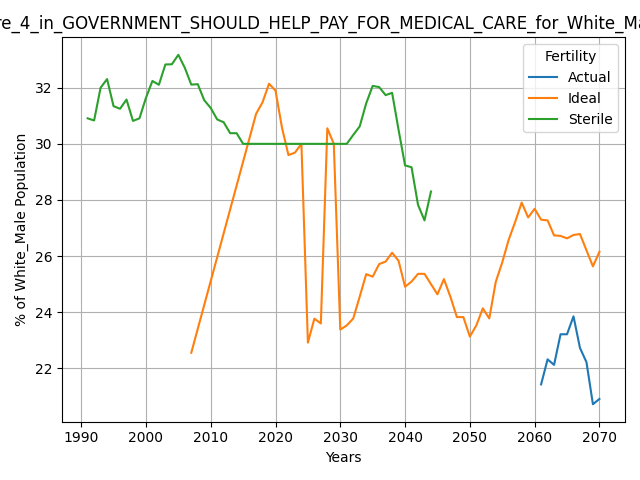 re_4_in_GOVERNMENT_SHOULD_HELP_PAY_FOR_MEDICAL_CARE_for_White_Ma
Fertility
Actual
Ideal
Sterile
% of White_Male Population
32
30
28
26
24
22
1990 2000 2010 2020 2030 2040 2050 2060 2070
Years